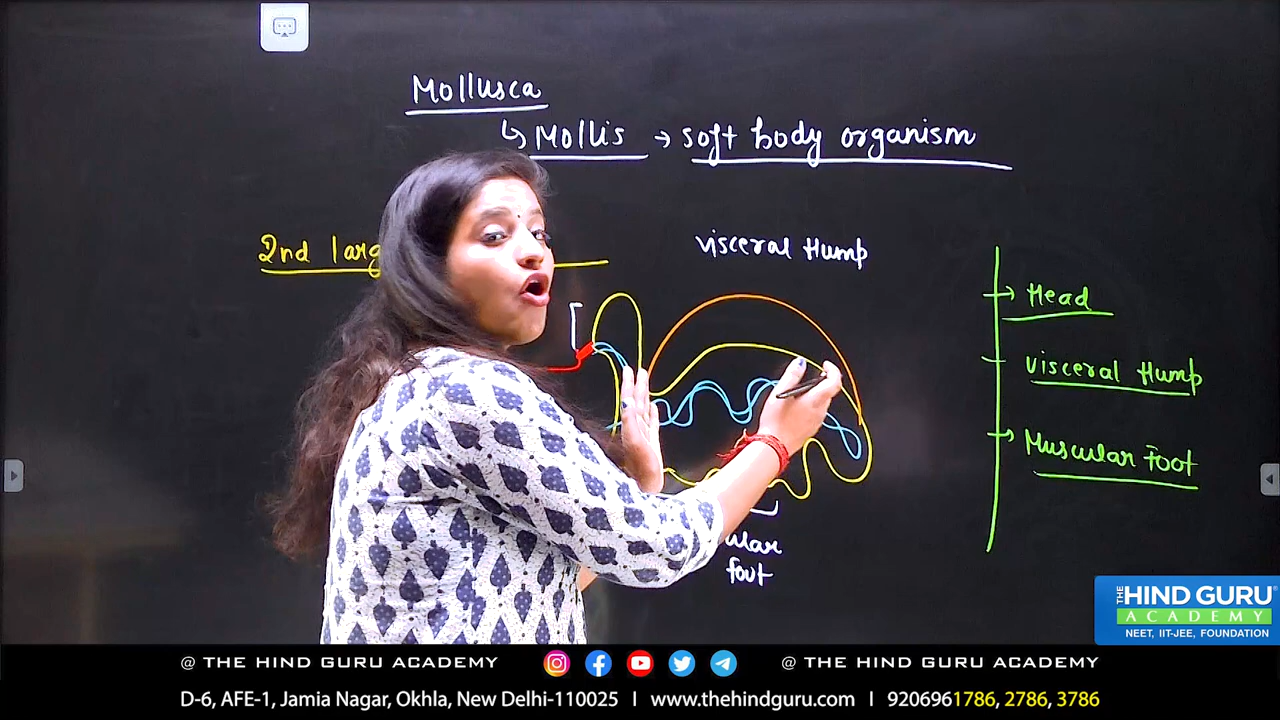 Mollusca
↳ Mollis → soft body organism
2nd larg
visceral Hump
→ Head
visceral Hump
→ Muscular Foot
ular
foot
THE HIND GURU
ACADEMY
NEET, IIT-JEE, FOUNDATION
@ THE HIND GURU ACADEMY @ THE HIND GURU ACADEMY
D-6, AFE-1, Jamia Nagar, Okhla, New Delhi-110025 | www.thehindguru.com | 9206961786, 2786, 3786